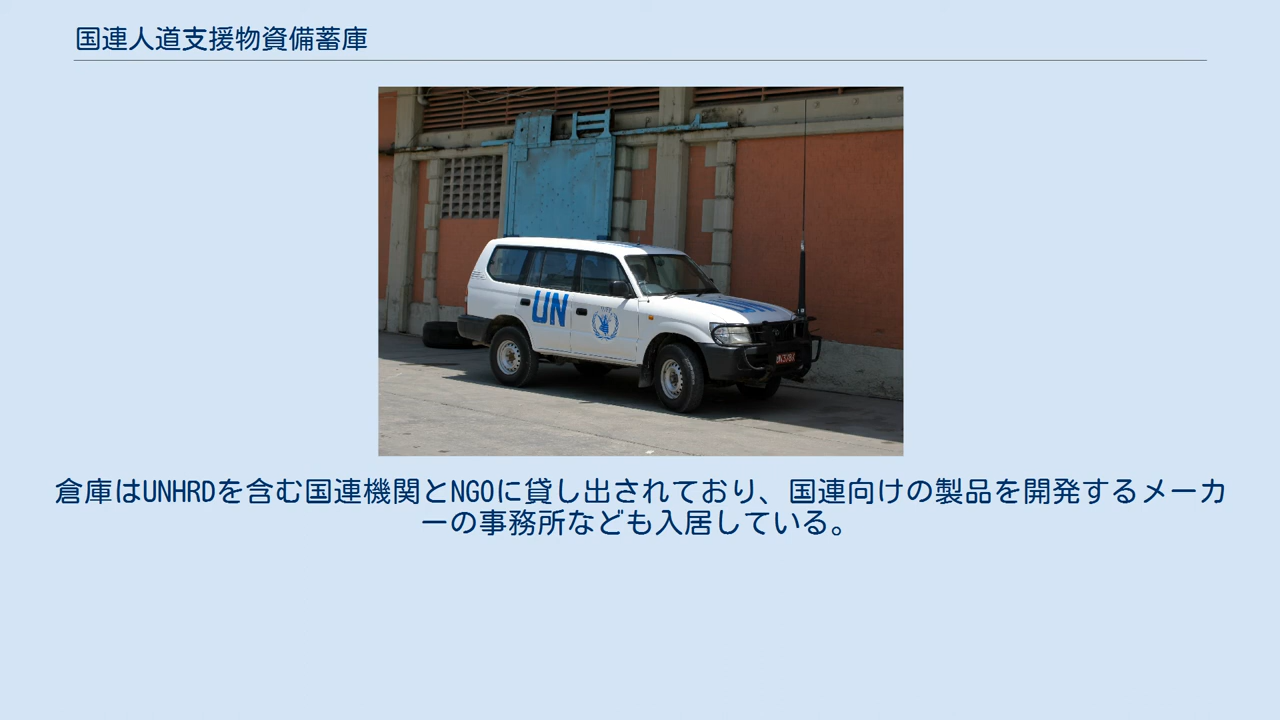 国連人道支援物資備蓄庫
UN
倉庫はUNHRDを含む国連機関とNGOに貸し出されており、国連向けの製品を開発するメーカ
ーの事務所なども入居している。